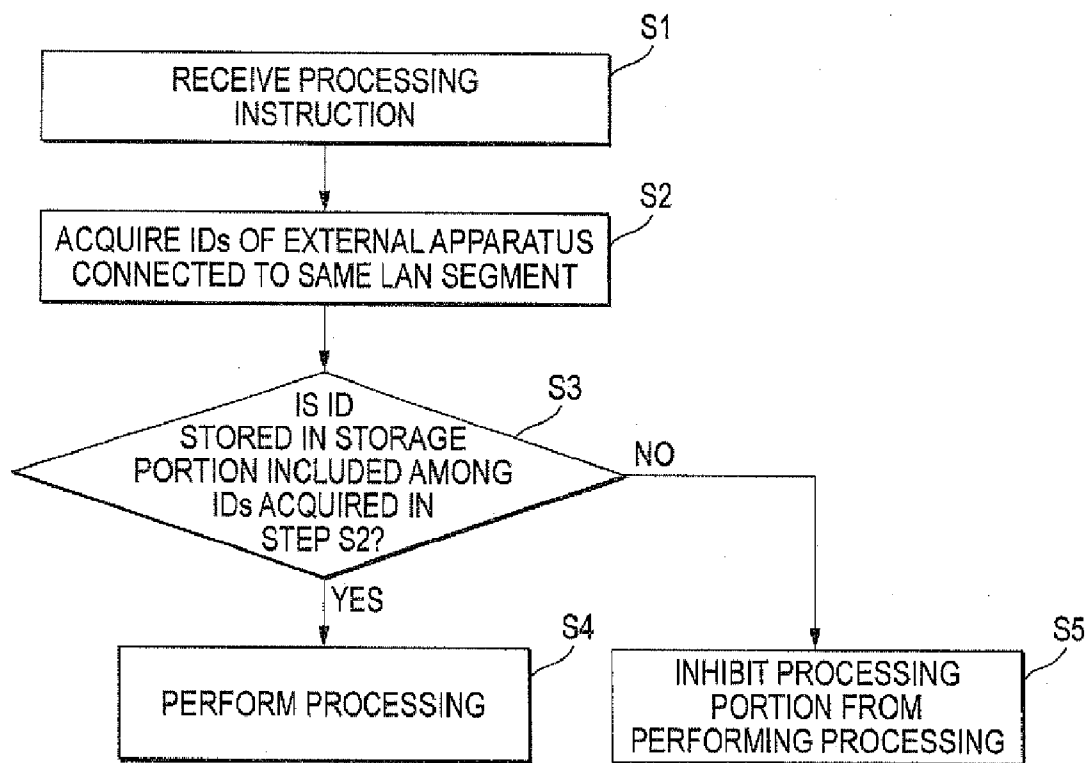 S1
RECEIVE PROCESSING
INSTRUCTION
S2
ACQUIRE IDs OF EXTERNAL APPARATUS
CONNECTED TO SAME LAN SEGMENT
S3
IS ID
STORED IN STORAGE
PORTION INCLUDED AMONG
IDs ACQUIRED IN
STEP S2?
NO
YES
S4
PERFORM PROCESSING
S5
INHIBIT PROCESSING
PORTION FROM
PERFORMING PROCESSING